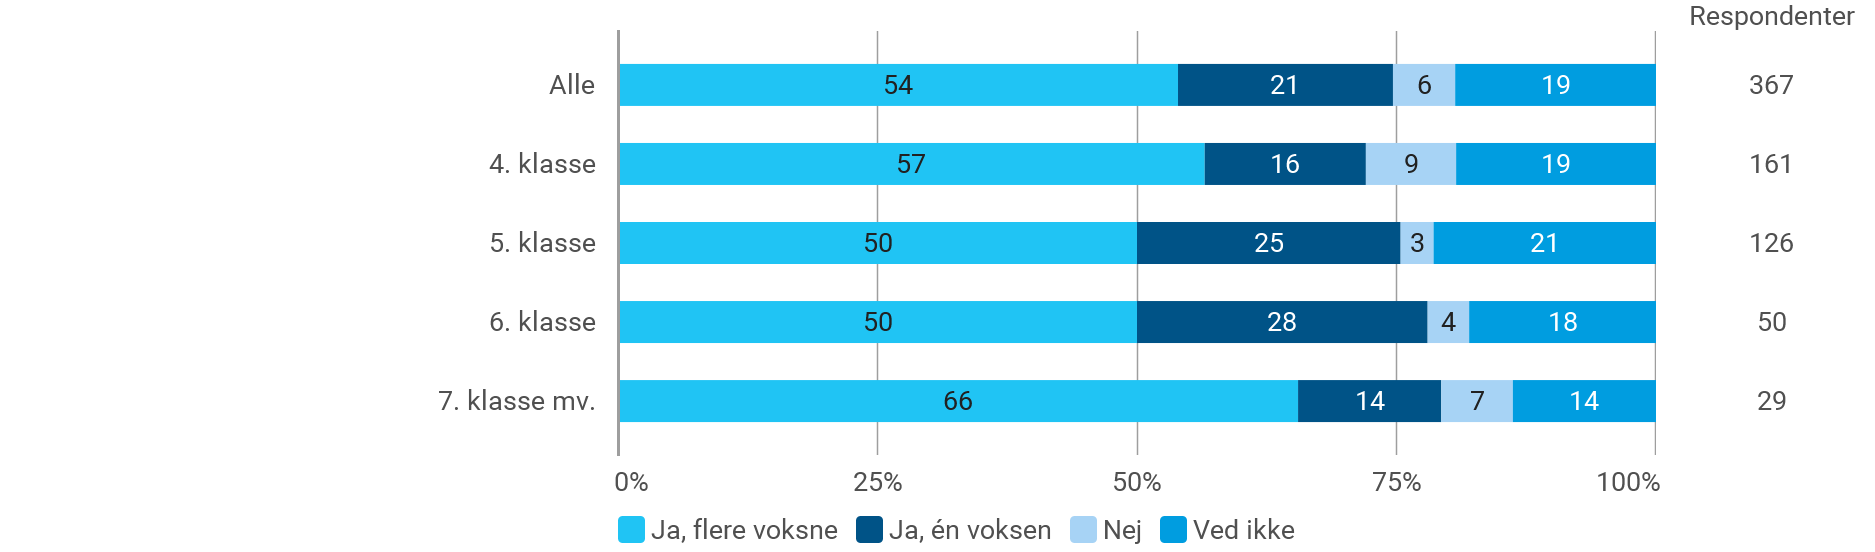 Respondenter
Alle 54 21 6 19 367
4. klasse 57 16 9 19 161
5. klasse 50 25 3 21 126
6. klasse 50 28 4 18 50
7. klasse mv. 66 14 7 14 29
0% 25% 50% 75% 100%
Ja, flere voksne Ja, én voksen Nej Ved ikke